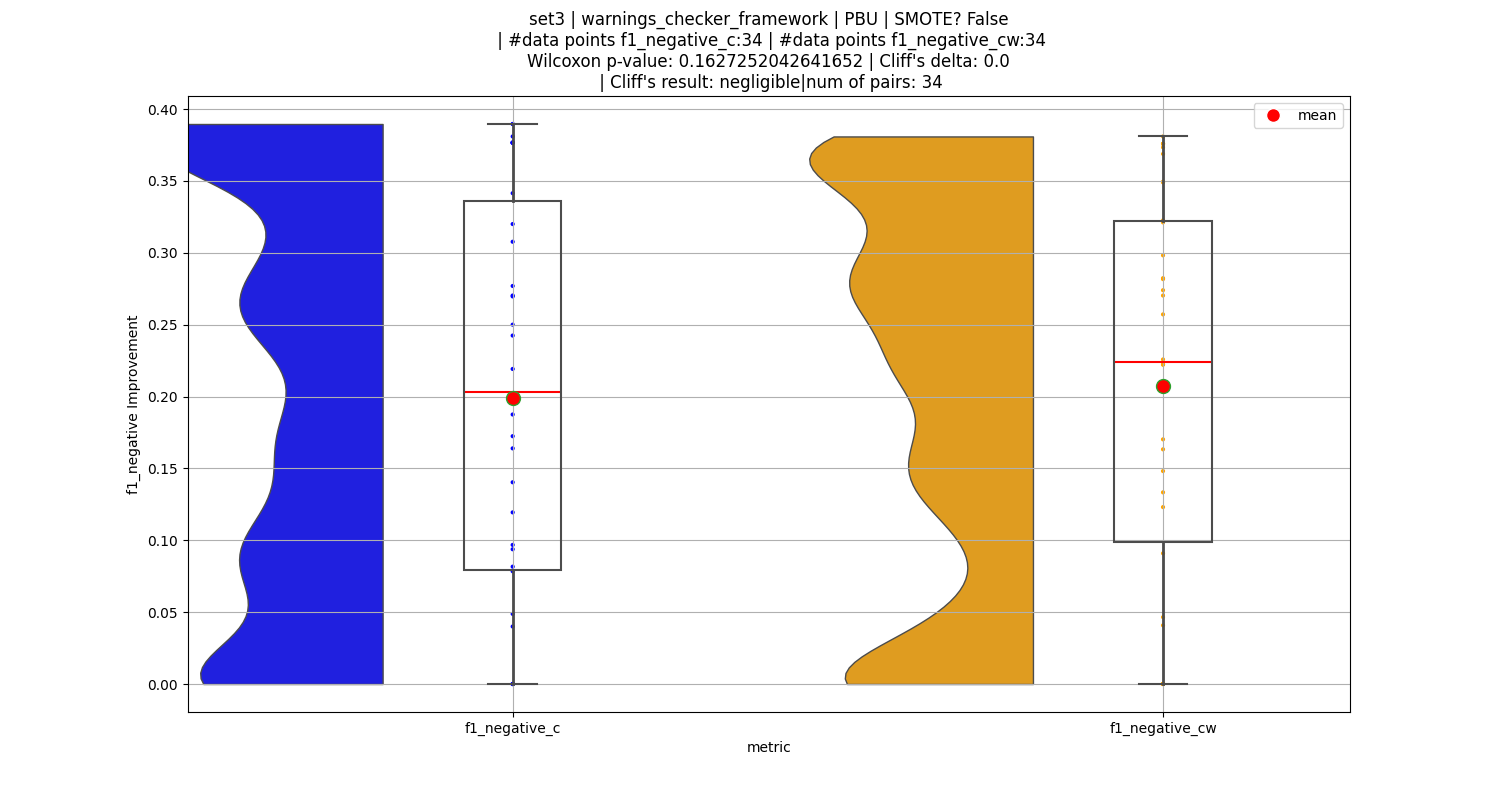 set3 | warnings_checker_framework | PBU | SMOTE? False
| #data points f1_negative_c:34 | #data points f1_negative_cw:34
Wilcoxon p-value: 0.1627252042641652 | Cliff's delta: 0.0
| Cliff's result: negligible|num of pairs: 34
mean
0.40
0.35
0.30
0.25
0.20
0.15
0.10
0.05
0.00
f1_negative Improvement
f1_negative_c
f1_negative_cw
metric